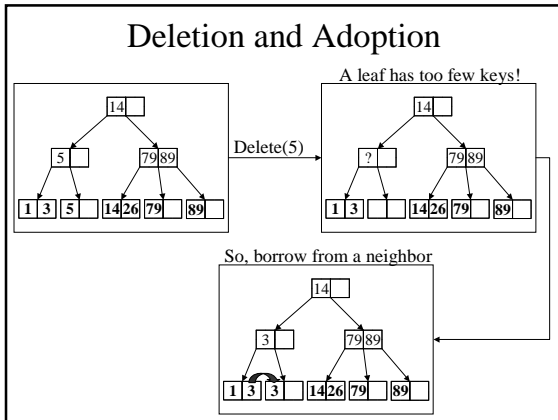 Deletion and Adoption
A leaf has too few keys!
14
5
79 89
1 3 5 14 26 79 89
Delete(5)
14
?
79 89
1 3 14 26 79 89
So, borrow from a neighbor
14
3
79 89
1 3 3 14 26 79 89